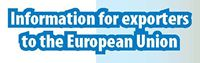 Information for exporters
to the European Union